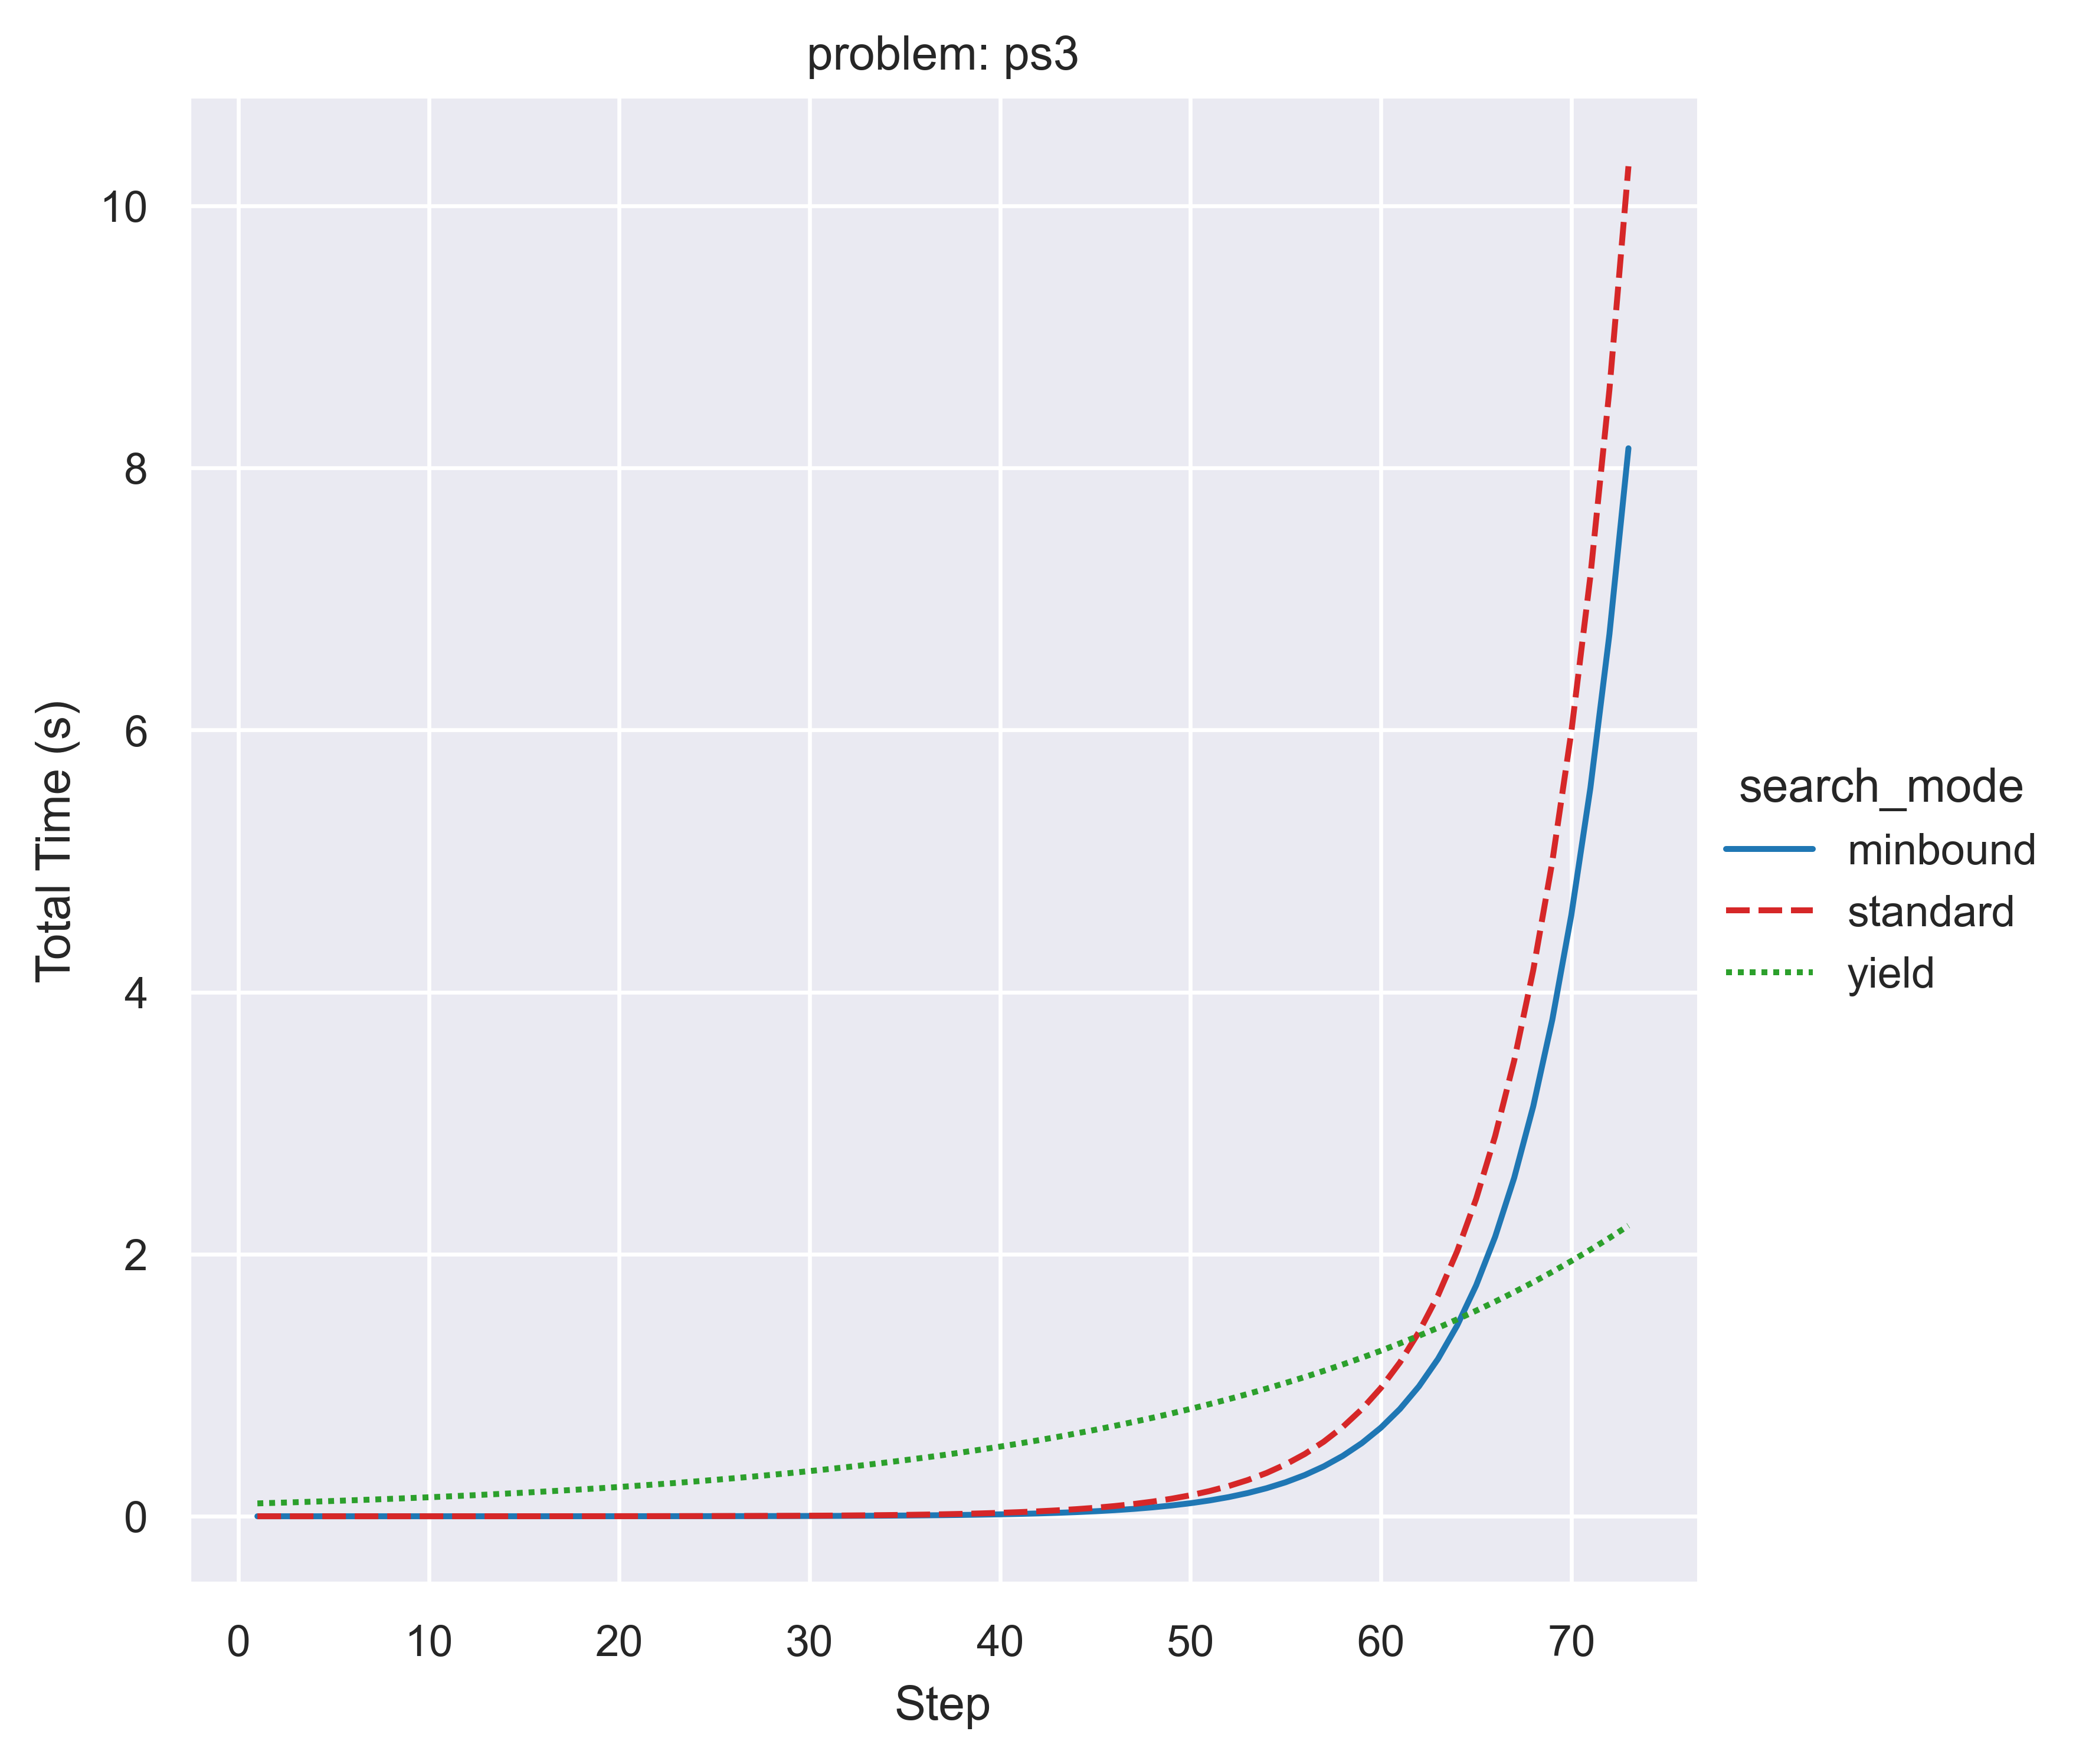 problem: ps3
Total Time (s)
10
8
6
4
2
0
0 10 20 30 40 50 60 70
Step
search_mode
minbound
standard
yield